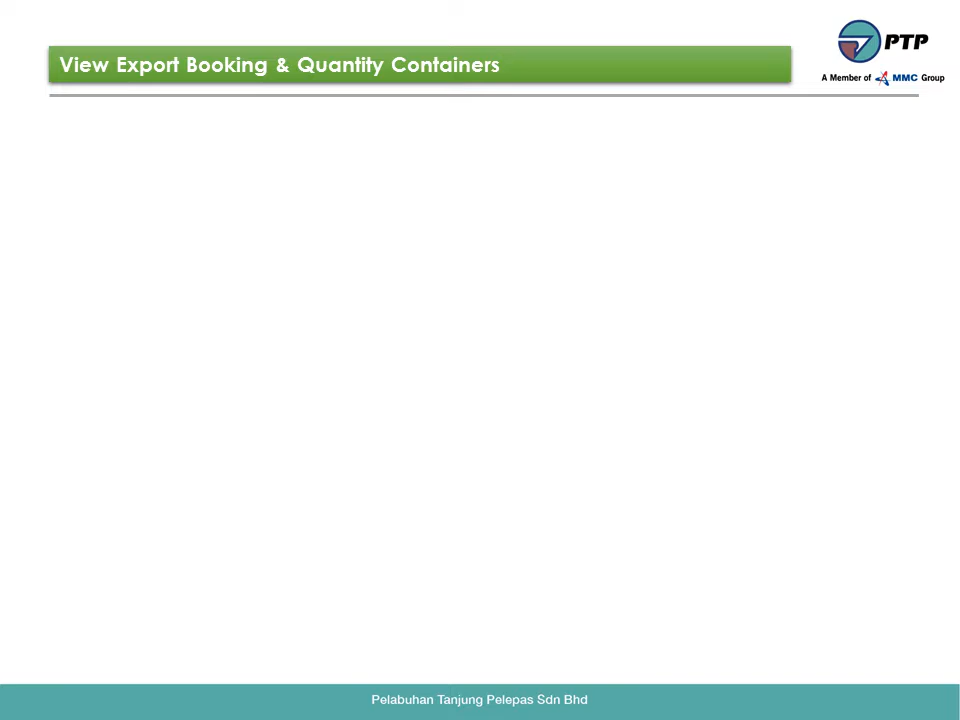 View Export Booking & Quantity Containers
PTP
A Member of MMC Group
Pelabuhan Tanjung Pelepas Sdn Bhd